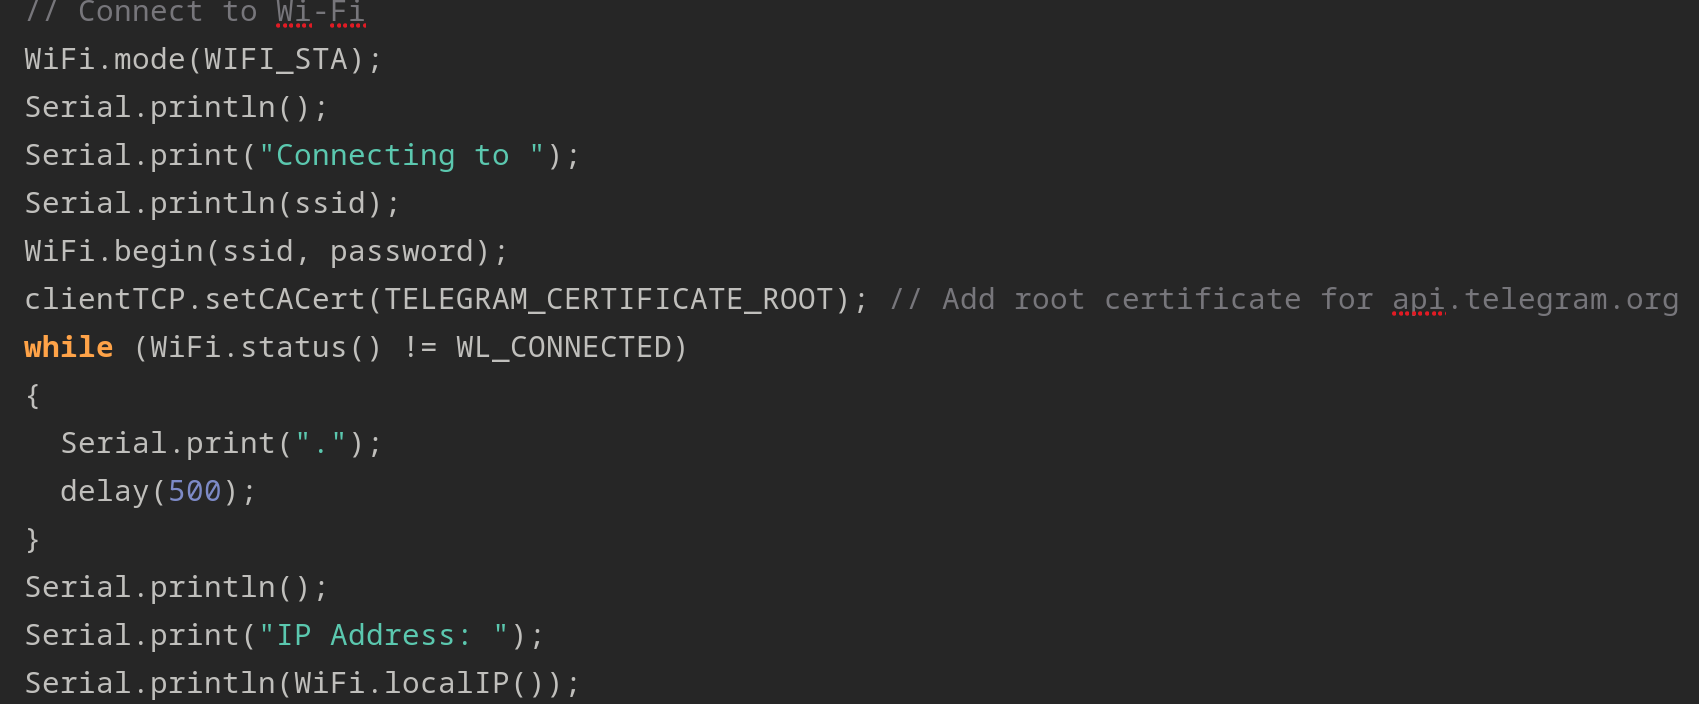 // Connect to Wi-Fi
WiFi.mode(WIFI_STA);
Serial.println();
Serial.print("Connecting to ");
Serial.println(ssid);
WiFi.begin(ssid, password);
clientTCP.setCACert(TELEGRAM_CERTIFICATE_ROOT); // Add root certificate for api.telegram.org
while (WiFi.status() != WL_CONNECTED)
{
  Serial.print(".");
  delay(500);
}
Serial.println();
Serial.print("IP Address: ");
Serial.println(WiFi.localIP());